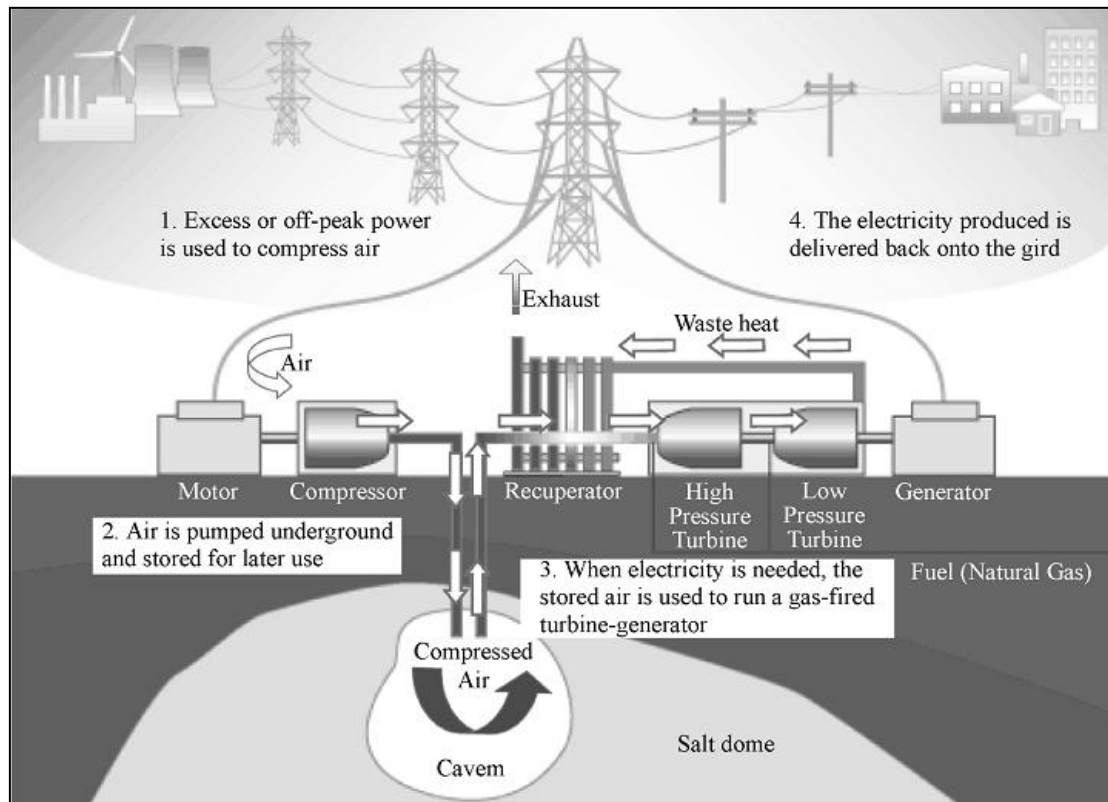 1. Excess or off-peak power
is used to compress air
4. The electricity produced is
delivered back onto the gird
Exhaust
Waste heat
Air
Motor
Compressor
Recuperator
High
Pressure
Turbine
Low
Pressure
Turbine
Generator
2. Air is pumped underground
and stored for later use
3. When electricity is needed, the
stored air is used to run a gas-fired
turbine-generator
Fuel (Natural Gas)
Compressed
Air
Cavem
Salt dome